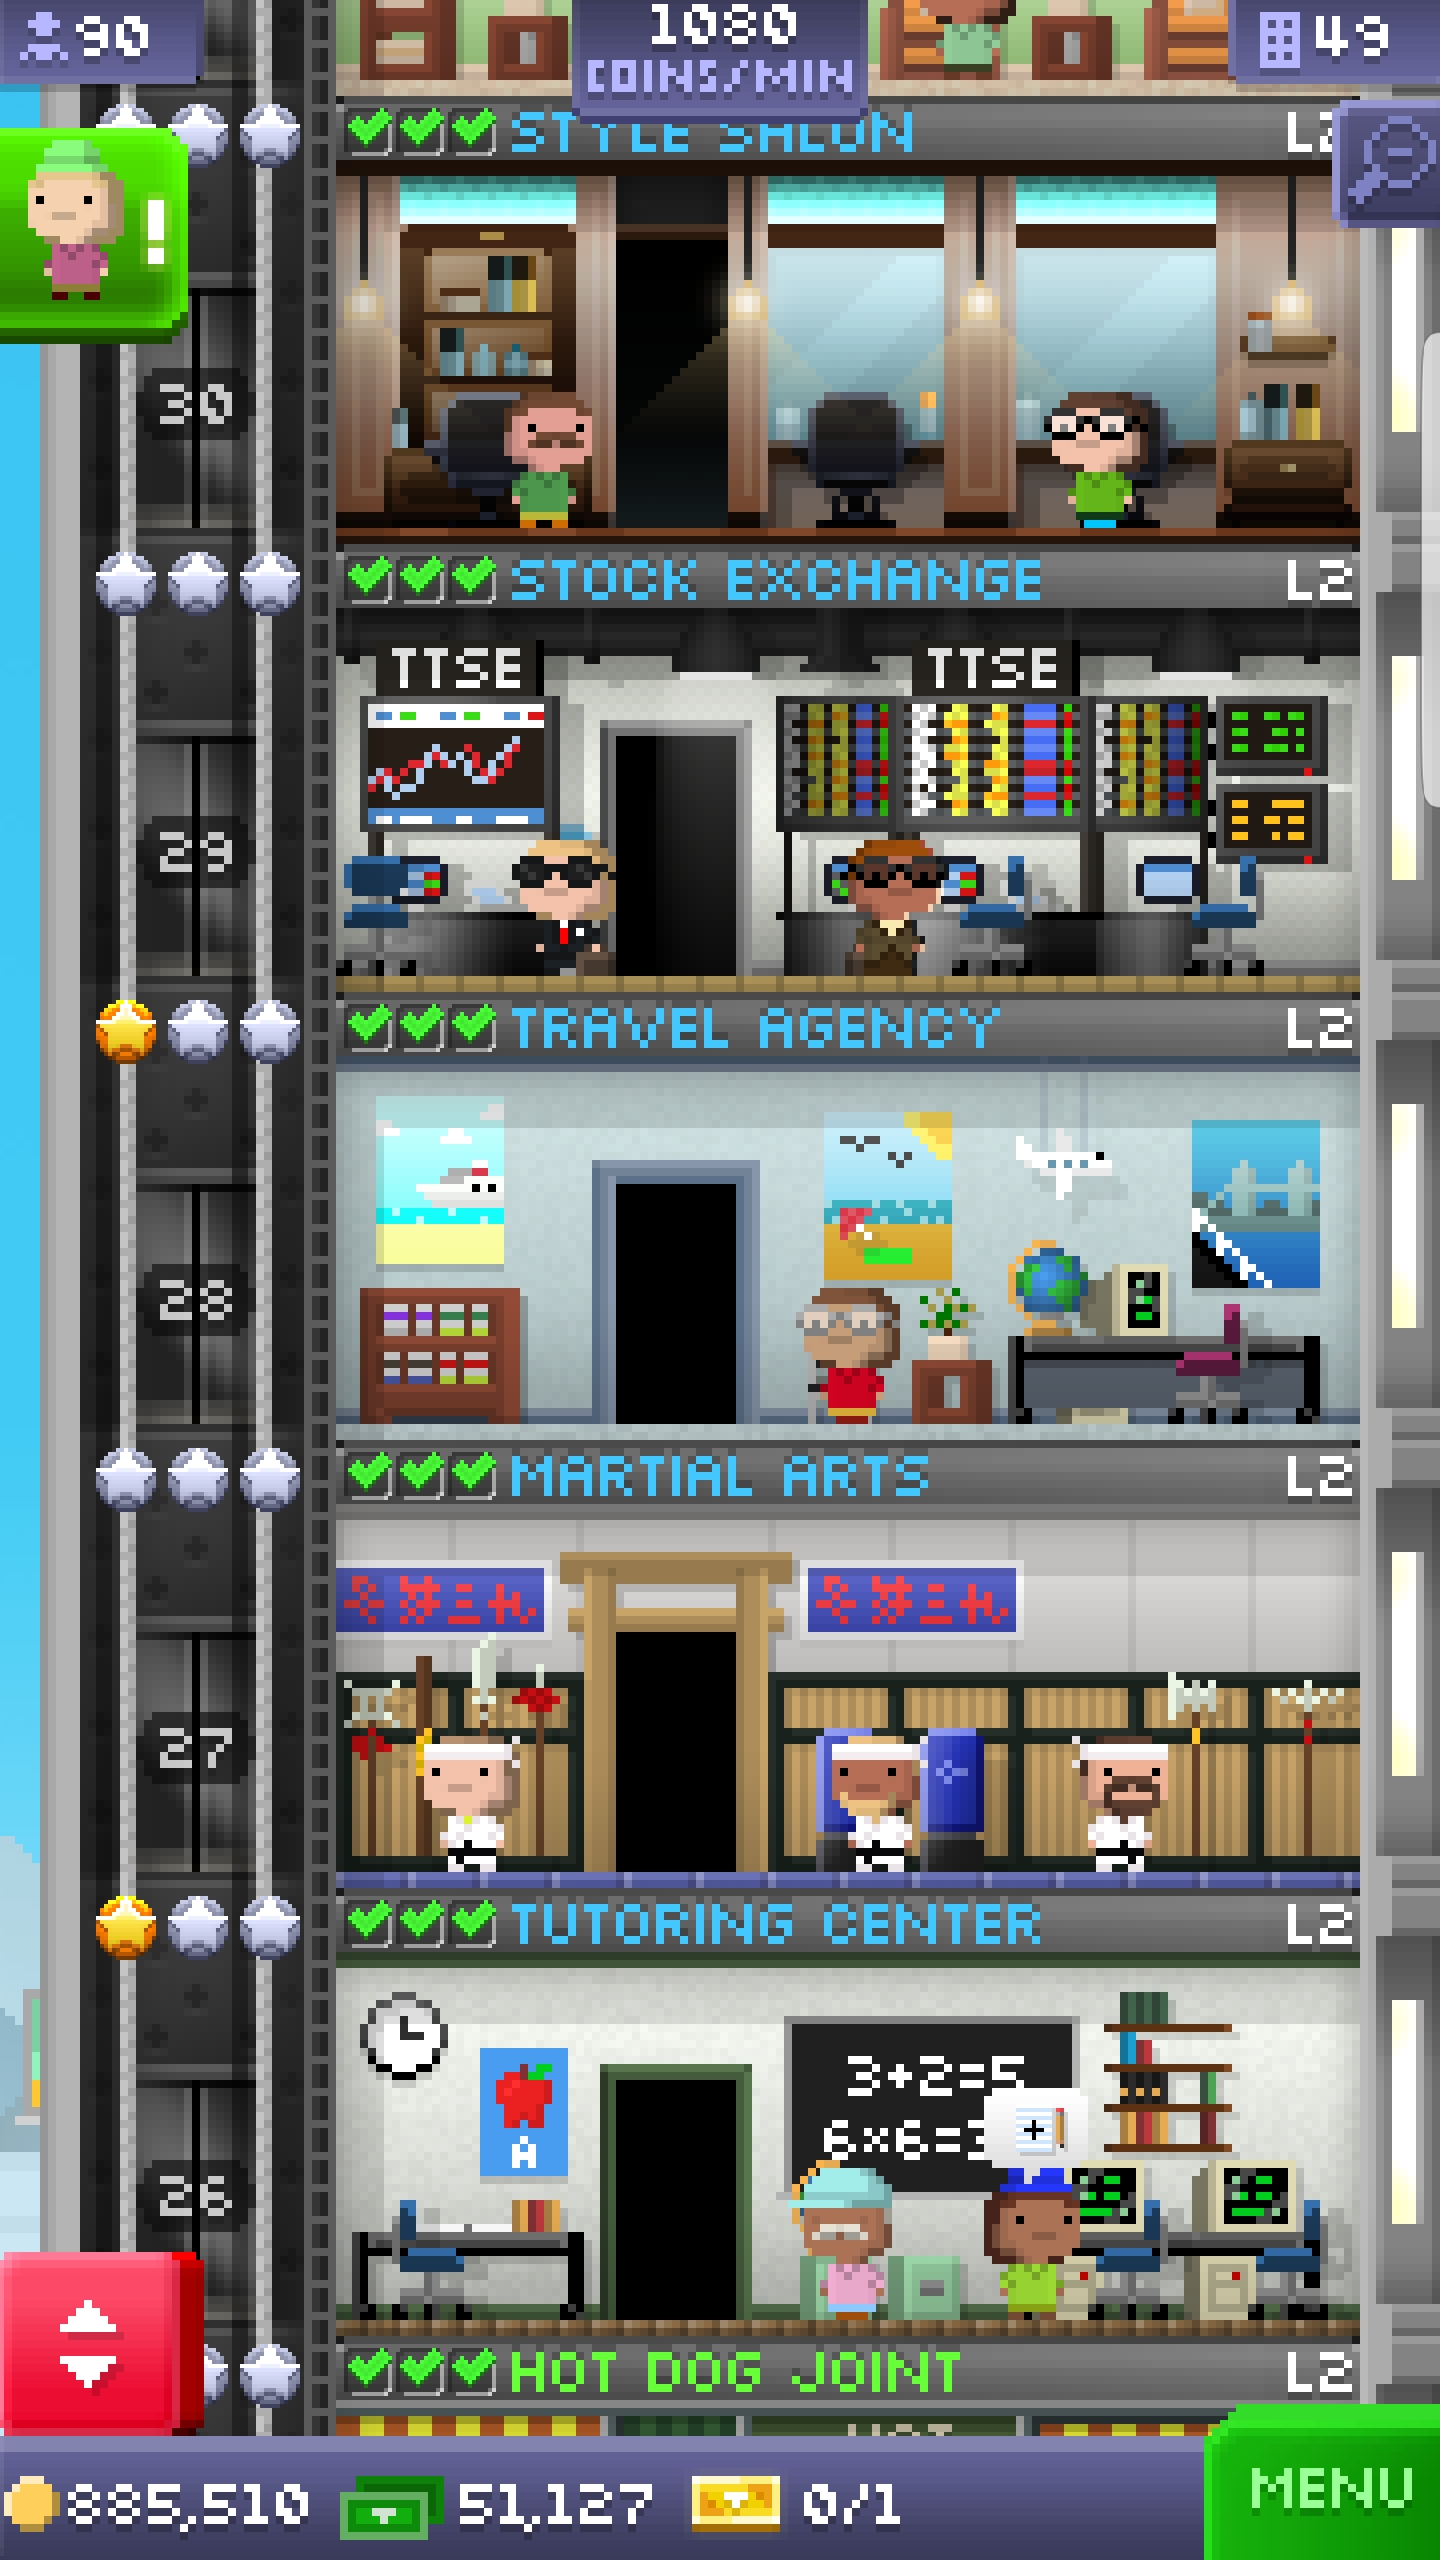 90
1080
COINS/MIN
49
STYLE SALON
30
STOCK EXCHANGE L2
TTSE TTSE
29
TRAVEL AGENCY L2
28
MARTIAL ARTS L2
27
TUTORING CENTER L2
3+2=5
6×6=3
A
26
HOT DOG JOINT L2
885,510 51,127 0/1
MENU